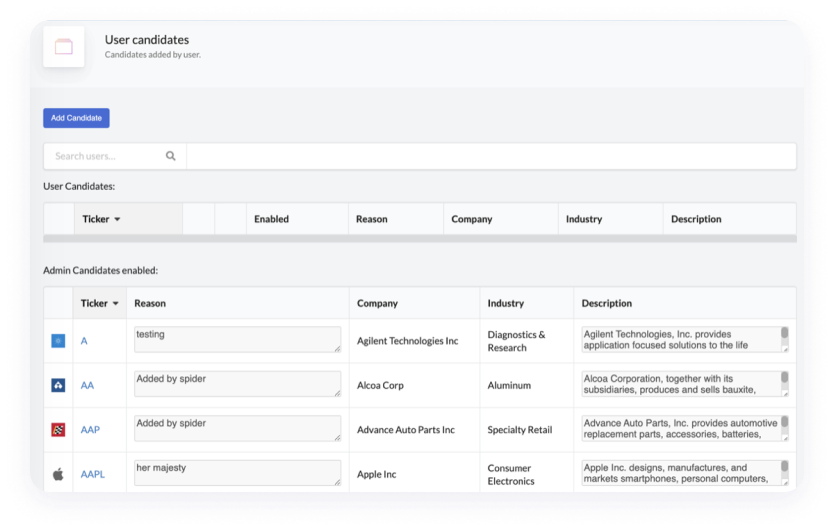 User candidates
Candidates added by user.
Add Candidate
Search users...
User Candidates:
Ticker Enabled Reason Company Industry Description
Admin Candidates enabled:
Ticker Reason Company Industry Description
A testing Agilent Technologies Inc Diagnostics & Research Agilent Technologies, Inc. provides application focused solutions to the life
AA Added by spider Alcoa Corp Aluminum Alcoa Corporation, together with its subsidiaries, produces and sells bauxite,
AAP Added by spider Advance Auto Parts Inc Specialty Retail Advance Auto Parts, Inc. provides automotive replacement parts, accessories, batteries,
AAPL her majesty Apple Inc Consumer Electronics Apple Inc. designs, manufactures, and markets smartphones, personal computers,